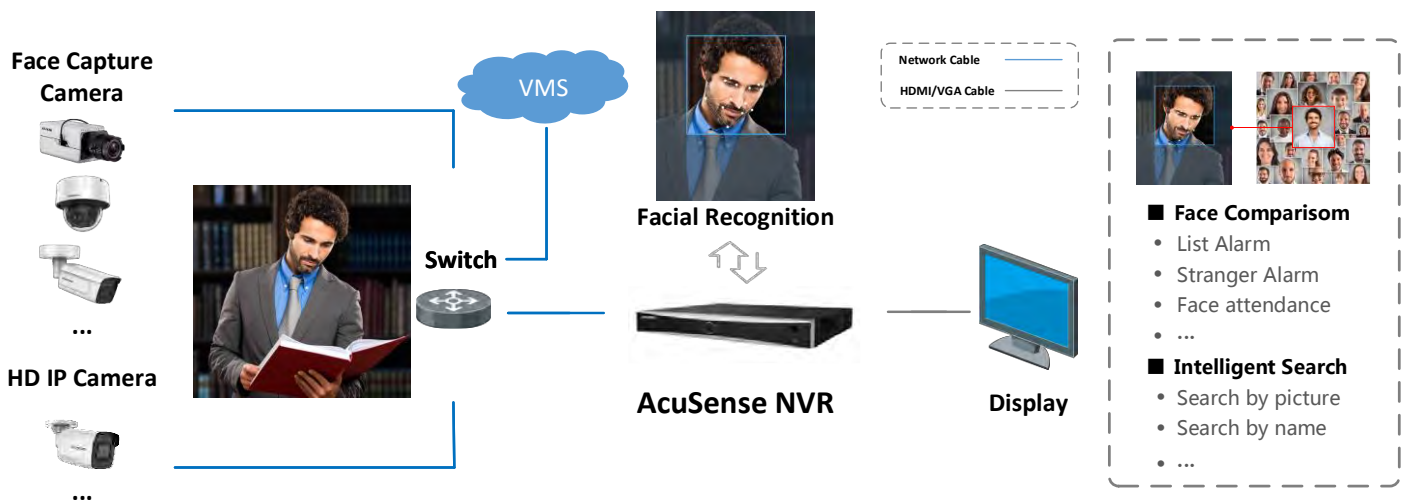 Face Capture
Camera
...
HD IP Camera
...
VMS
Switch
Facial Recognition
AcuSense NVR
Display
Network Cable
HDMI/VGA Cable
■ Face Comparisom
• List Alarm
• Stranger Alarm
• Face attendance
• ...
■ Intelligent Search
• Search by picture
• Search by name
• ...